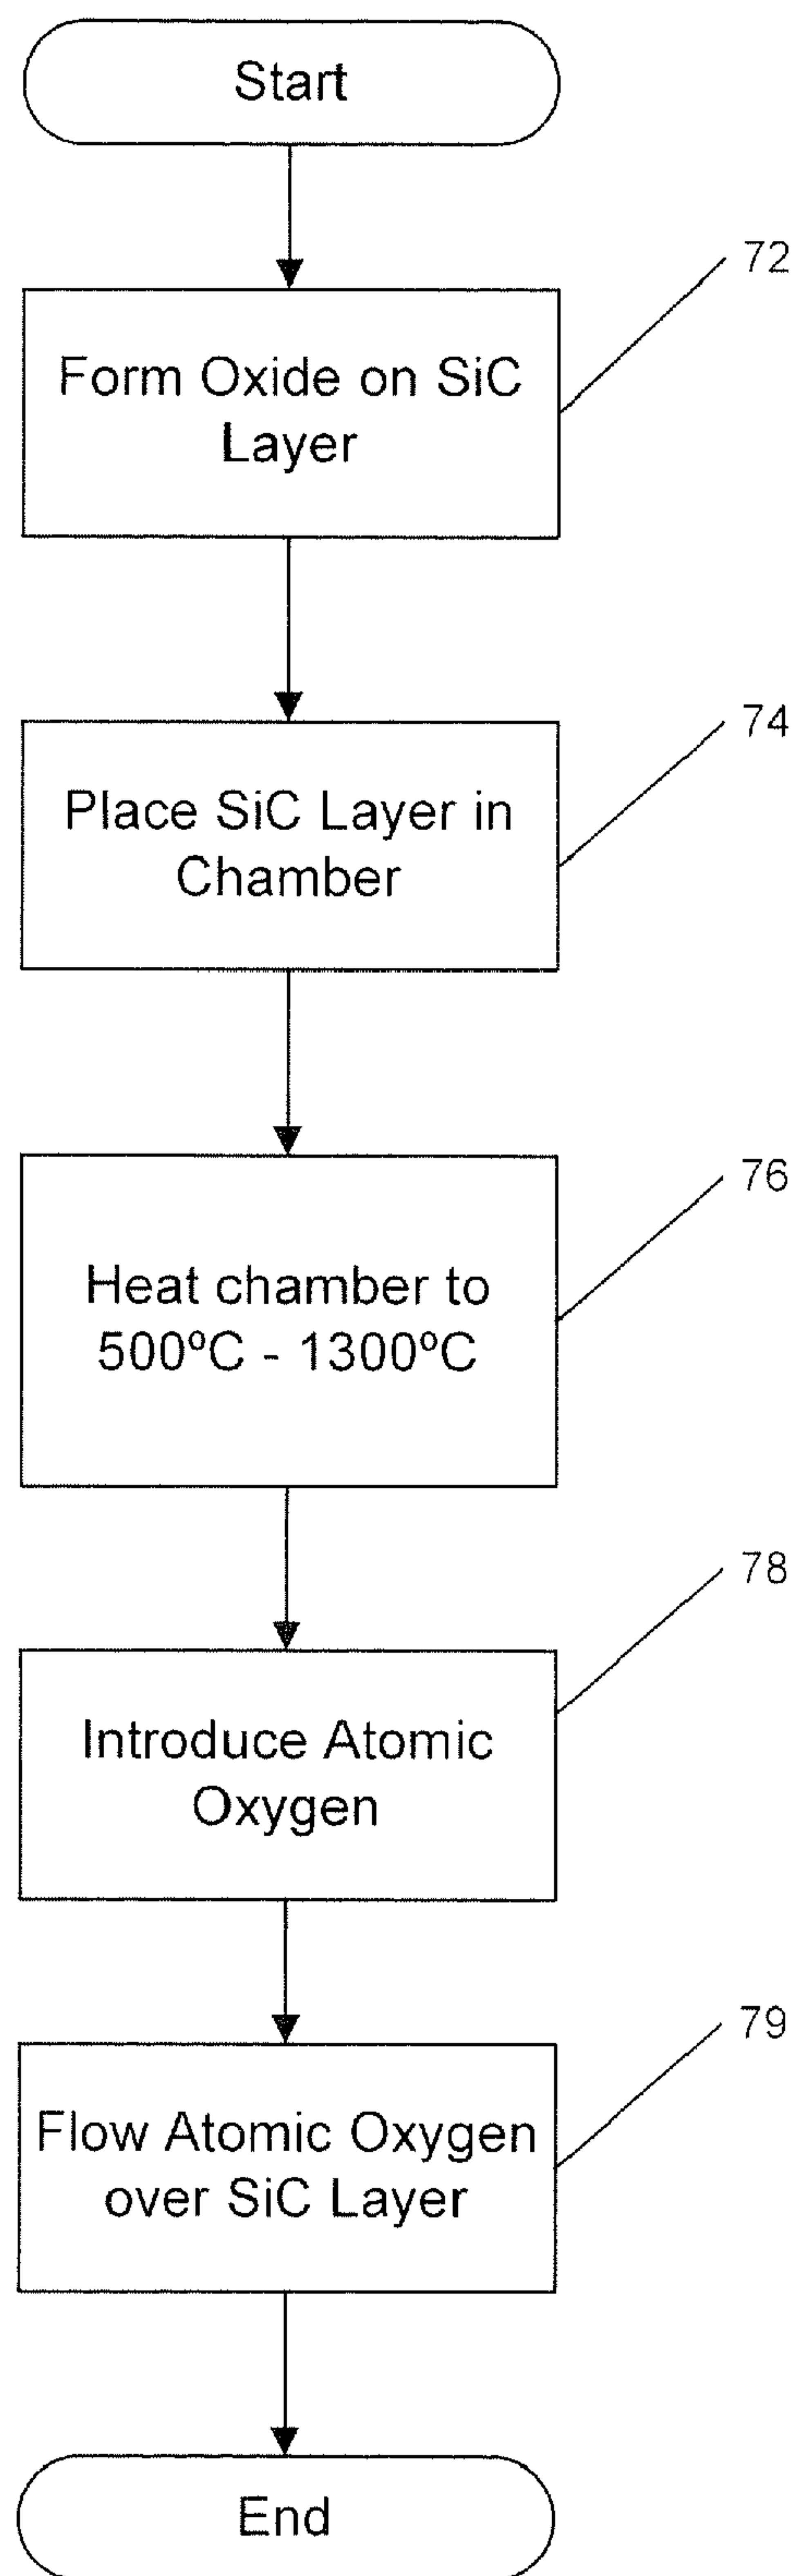 Start
72
Form Oxide on SiC
Layer
74
Place SiC Layer in
Chamber
76
Heat chamber to
500ºC - 1300ºC
78
Introduce Atomic
Oxygen
79
Flow Atomic Oxygen
over SiC Layer
End